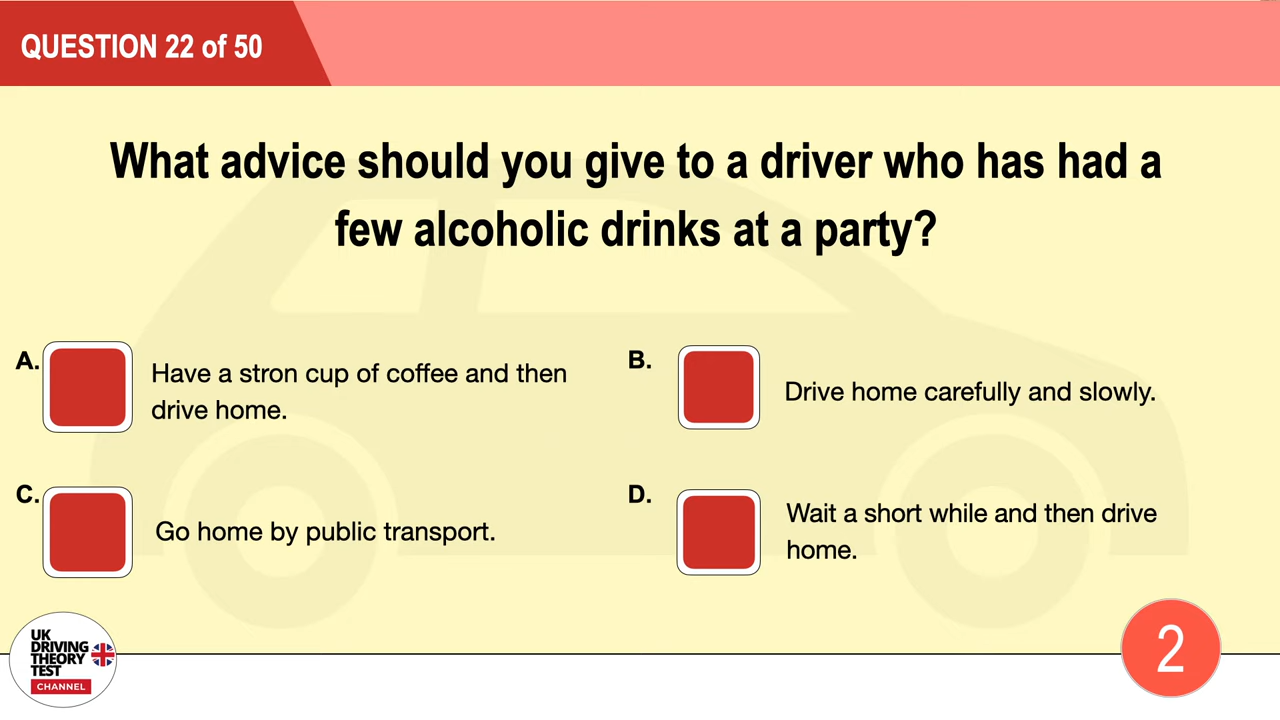 QUESTION 22 of 50
What advice should you give to a driver who has had a
few alcoholic drinks at a party?
A.
Have a stron cup of coffee and then
drive home.
B.
Drive home carefully and slowly.
C.
Go home by public transport.
D.
Wait a short while and then drive
home.
UK
DRIVING
THEORY
TEST
CHANNEL
2